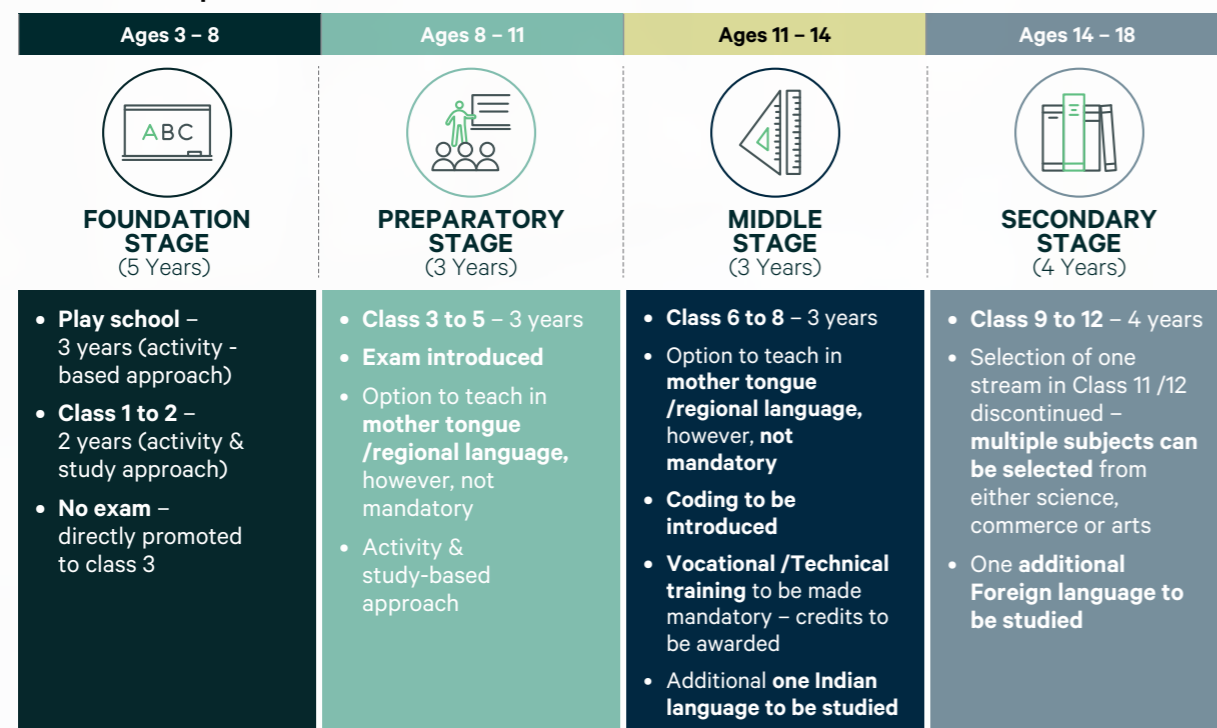 Ages 3 – 8
Ages 8 – 11
Ages 11 – 14
Ages 14 – 18
ABC
FOUNDATION
STAGE
(5 Years)
PREPARATORY
STAGE
(3 Years)
MIDDLE
STAGE
(3 Years)
SECONDARY
STAGE
(4 Years)
• Play school –
3 years (activity -
based approach)
• Class 1 to 2 –
2 years (activity &
study approach)
• No exam –
directly promoted
to class 3
• Class 3 to 5 – 3 years
• Exam introduced
• Option to teach in
mother tongue
/regional language,
however, not
mandatory
• Activity &
study-based
approach
• Class 6 to 8 – 3 years
• Option to teach in
mother tongue
/regional language,
however, not
mandatory
• Coding to be
introduced
• Vocational /Technical
training to be made
mandatory – credits to
be awarded
• Additional one Indian
language to be studied
• Class 9 to 12 – 4 years
• Selection of one
stream in Class 11 /12
discontinued –
multiple subjects can
be selected from
either science,
commerce or arts
• One additional
Foreign language to
be studied